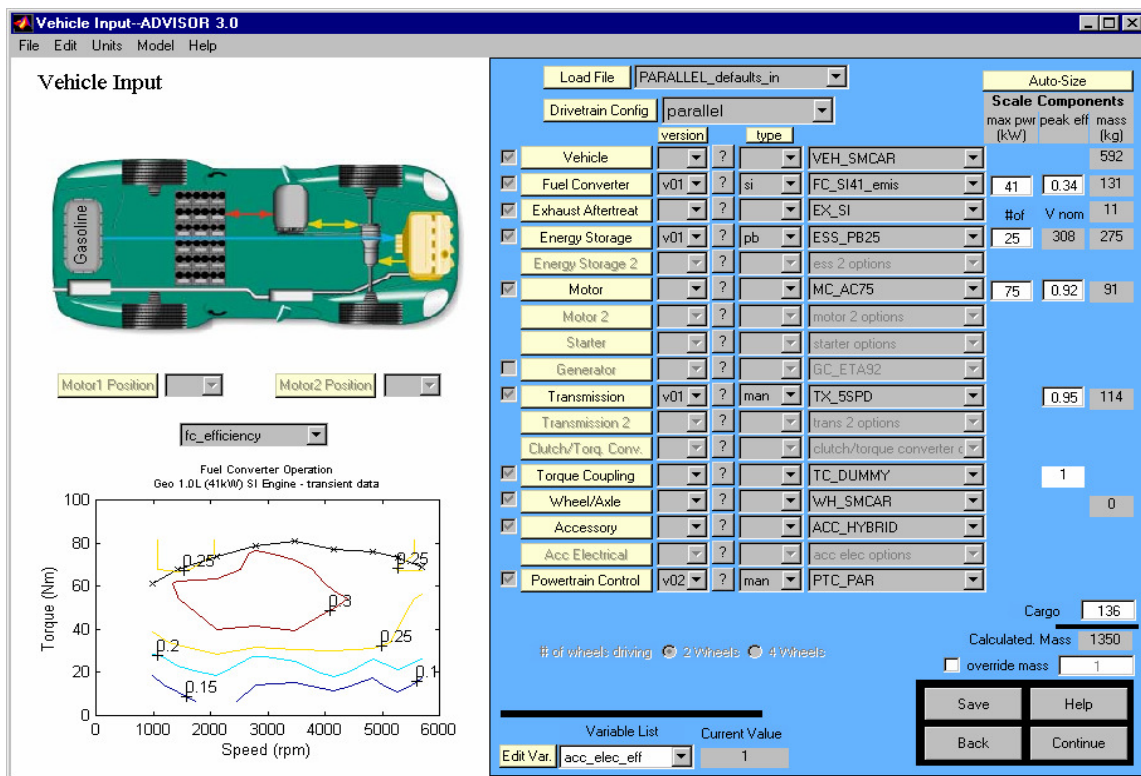 Vehicle Input--ADVISOR 3.0
File Edit Units Model Help
Vehicle Input
Load File PARALLEL_defaults_in
Auto-Size
Drivetrain Config parallel
Scale Components
version type max pwr peak eff mass
(kW) (kg)
Vehicle ? VEH_SMCAR 592
Fuel Converter v01 ? si FC_SI41_emis 41 0.34 131
Exhaust Aftertreat ? EX_SI #of V nom 11
Energy Storage v01 ? pb ESS_PB25 25 308 275
Energy Storage 2 ? ess 2 options
Motor ? MC_AC75 75 0.92 91
Motor 2 ? motor 2 options
Starter ? starter options
Generator ? GC_ETA92
Transmission v01 ? man TX_5SPD 0.95 114
Transmission 2 ? trans 2 options
Clutch/Torq. Conv. ? clutch/torque converter
Torque Coupling ? TC_DUMMY 1
Wheel/Axle ? WH_SMCAR 0
Accessory ? ACC_HYBRID
Acc Electrical ? acc elec options
Powertrain Control v02 ? man PTC_PAR
Cargo 136
Calculated. Mass 1350
# of wheels driving 2 Wheels 4 Wheels
override mass 1
Save Help
Back Continue
Variable List Current Value
Edit Var. acc_elec_eff 1
Gasoline
Motor1 Position Motor2 Position
fc_efficiency
Fuel Converter Operation
Geo 1.0L (41kW) SI Engine - transient data
100
80
60
40
20
0
Torque (Nm)
0.25 0.25
0.3
0.2 0.25
0.15 0.1
0 1000 2000 3000 4000 5000 6000
Speed (rpm)